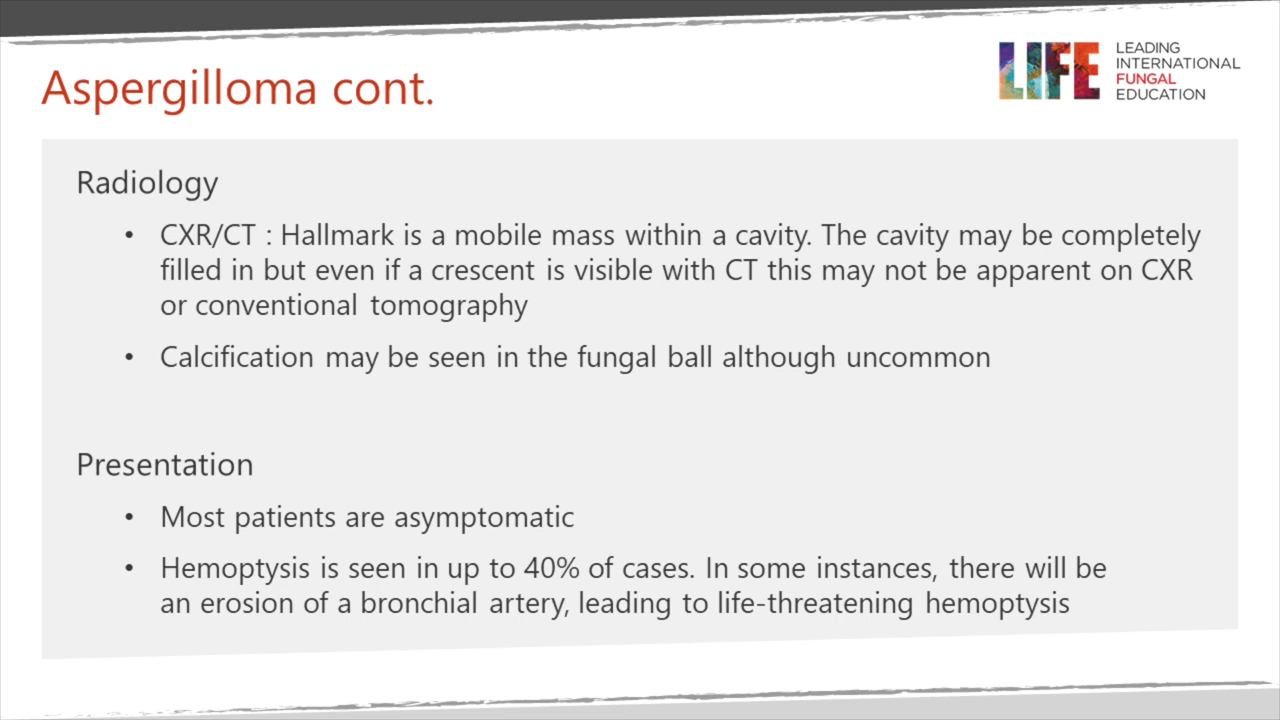 Aspergilloma cont.
LIFE
LEADING
INTERNATIONAL
FUNGAL
EDUCATION
Radiology
• CXR/CT : Hallmark is a mobile mass within a cavity. The cavity may be completely
filled in but even if a crescent is visible with CT this may not be apparent on CXR
or conventional tomography
• Calcification may be seen in the fungal ball although uncommon
Presentation
• Most patients are asymptomatic
• Hemoptysis is seen in up to 40% of cases. In some instances, there will be
an erosion of a bronchial artery, leading to life-threatening hemoptysis